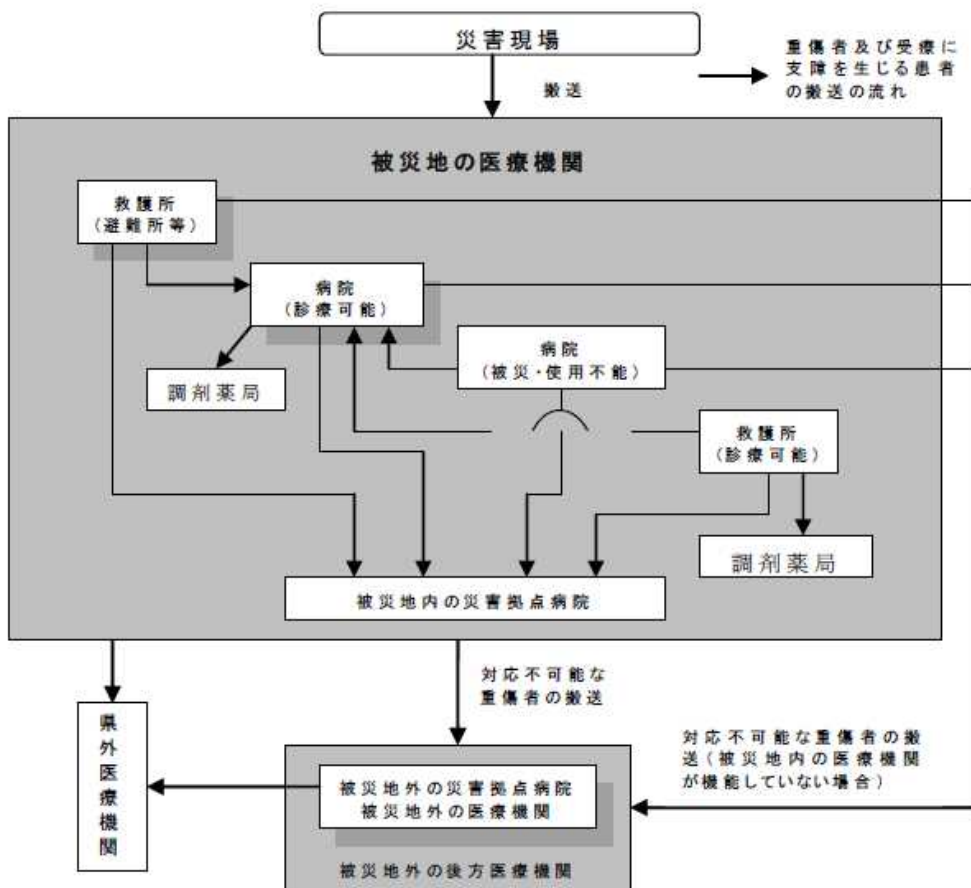 災害現場
搬送
重傷者及び受療に
支障を生じる患者
の搬送の流れ
被災地の医療機関
救護所
（避難所等）
病院
（診療可能）
調剤薬局
病院
（被災・使用不能）
救護所
（診療可能）
調剤薬局
被災地内の災害拠点病院
対応不可能な
重傷者の搬送
県外医療機関
対応不可能な重傷者の搬
送（被災地内の医療機関
が機能していない場合）
被災地外の災害拠点病院
被災地外の医療機関
被災地外の後方医療機関